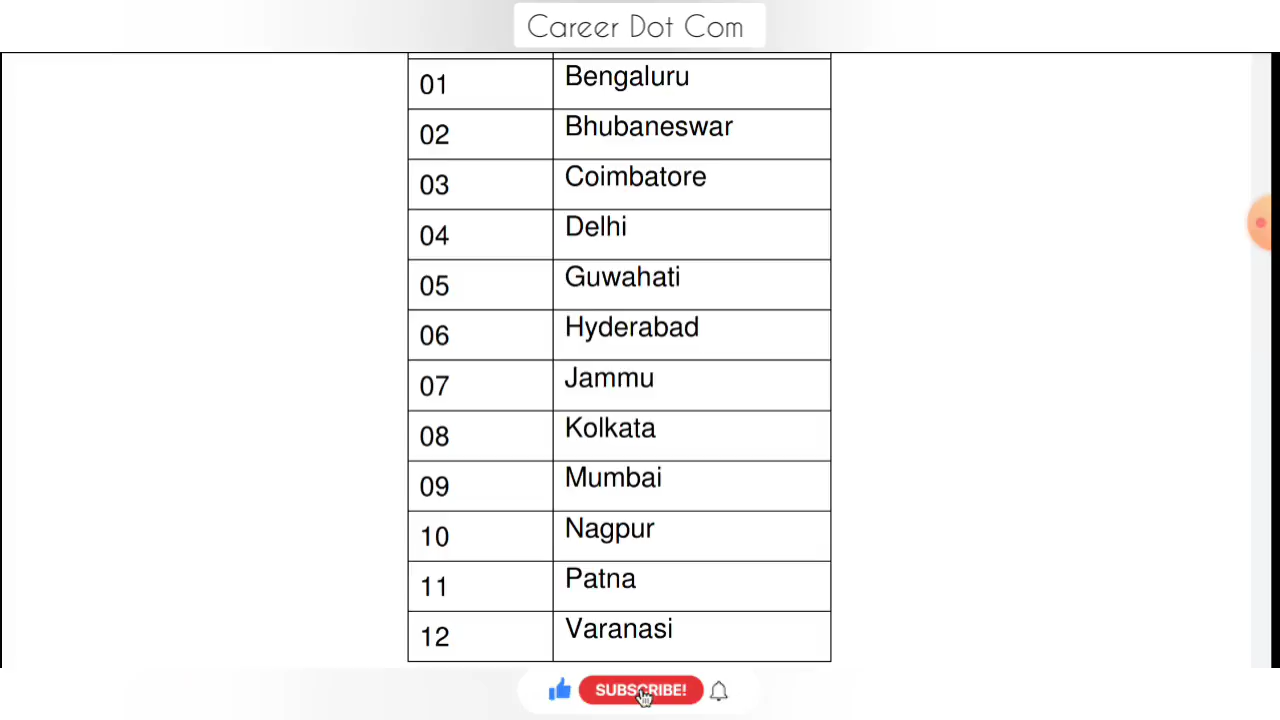 Career Dot Com
01 Bengaluru
02 Bhubaneswar
03 Coimbatore
04 Delhi
05 Guwahati
06 Hyderabad
07 Jammu
08 Kolkata
09 Mumbai
10 Nagpur
11 Patna
12 Varanasi
SUBSCRIBE!